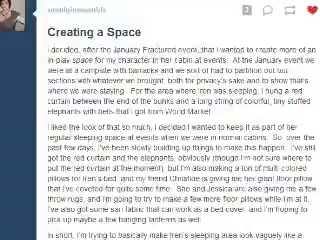 3
Creating a Space
I decided, after the January Fractured event, that I wanted to create more of an
in-play space for my character in her cabin at events. At the January event we
were at a campsite with barracks and we sort of had to partition out our
sections with whatever we brought, both for privacy's sake and to show that's
where we were staying. For the area where Iren was sleeping, I hung a red
curtain between the end of the bunks and a long string of colorful, tiny stuffed
elephants with bells that I got from World Market.
I liked the look of that so much, I decided I wanted to keep it as part of her
regular sleeping space at events when we were in normal cabins. So, over the
past few days, I've been slowly building up things to make this happen. I've still
got the red curtain and the elephants, obviously (though I'm not sure where to
put the red curtain at the moment), but I'm also making a ton of multi-colored
pillows for Iren's bed, and my friend Christine is giving me her giant floor pillow
that I've coveted for quite some time. She and Jessica are also giving me a few
throw rugs, and I'm going to try to make a few more floor pillows while I'm at it.
I've also got some sari fabric that can work as a bed cover, and I'm hoping to
pick up maybe a few hanging lanterns as well.
In short, I'm trying to basically make Iren's sleeping area look vaguely like a